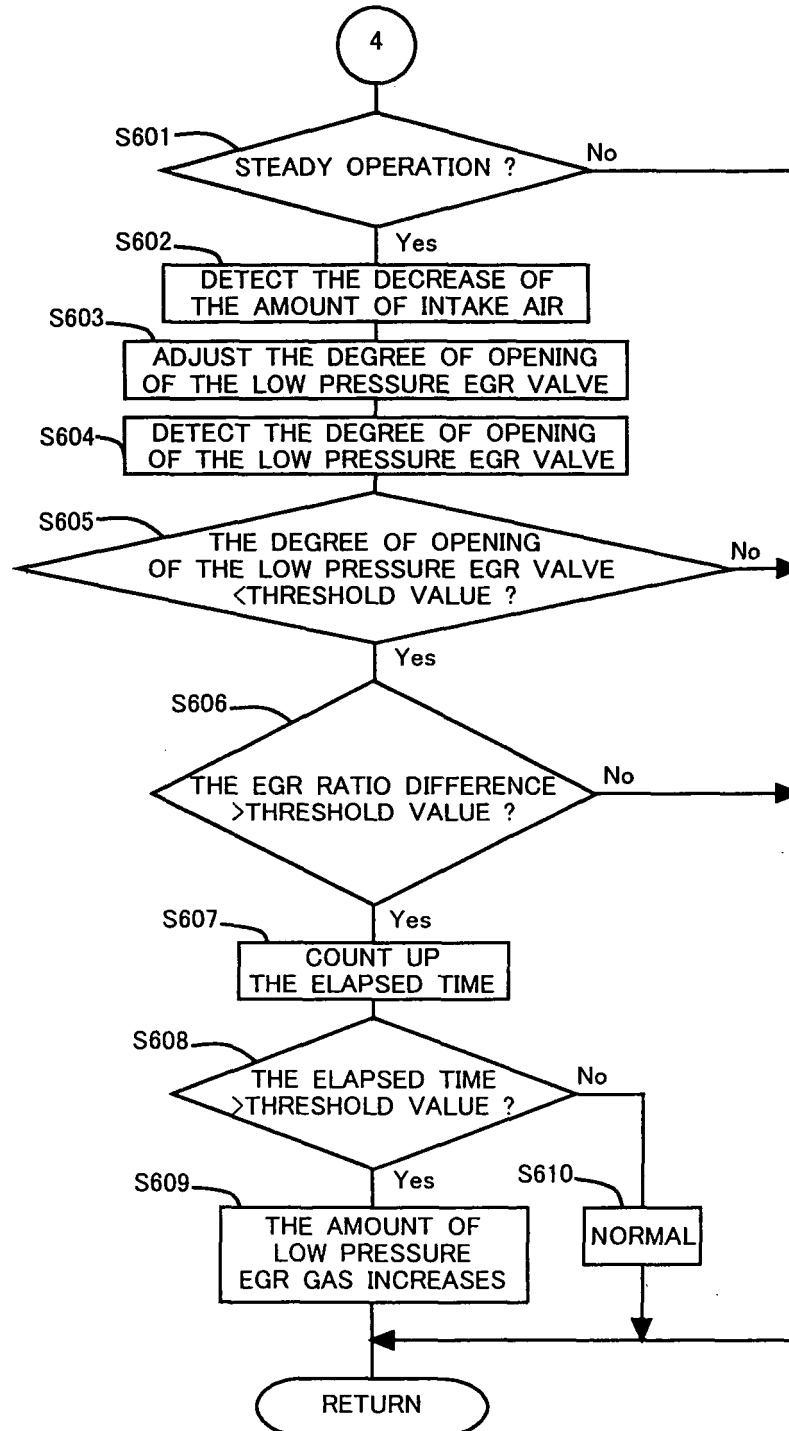 4
S601
STEADY OPERATION ?
No
Yes
S602
DETECT THE DECREASE OF
THE AMOUNT OF INTAKE AIR
S603
ADJUST THE DEGREE OF OPENING
OF THE LOW PRESSURE EGR VALVE
S604
DETECT THE DEGREE OF OPENING
OF THE LOW PRESSURE EGR VALVE
S605
THE DEGREE OF OPENING
OF THE LOW PRESSURE EGR VALVE
<THRESHOLD VALUE ?
No
Yes
S606
THE EGR RATIO DIFFERENCE
>THRESHOLD VALUE ?
No
Yes
S607
COUNT UP
THE ELAPSED TIME
S608
THE ELAPSED TIME
>THRESHOLD VALUE ?
No
Yes
S609
THE AMOUNT OF
LOW PRESSURE
EGR GAS INCREASES
S610
NORMAL
RETURN